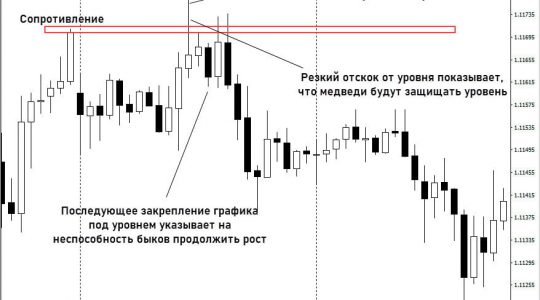 Сопротивление
Резкий отскок от уровня показывает,
что медведи будут защищать уровень
Последующее закрепление графика
под уровнем указывает на
неспособность быков продолжить рост
1.11735
1.11695
1.11655
1.11615
1.11575
1.11535
1.11495
1.11455
1.11415
1.11375
1.11335
1.11295
1.11255